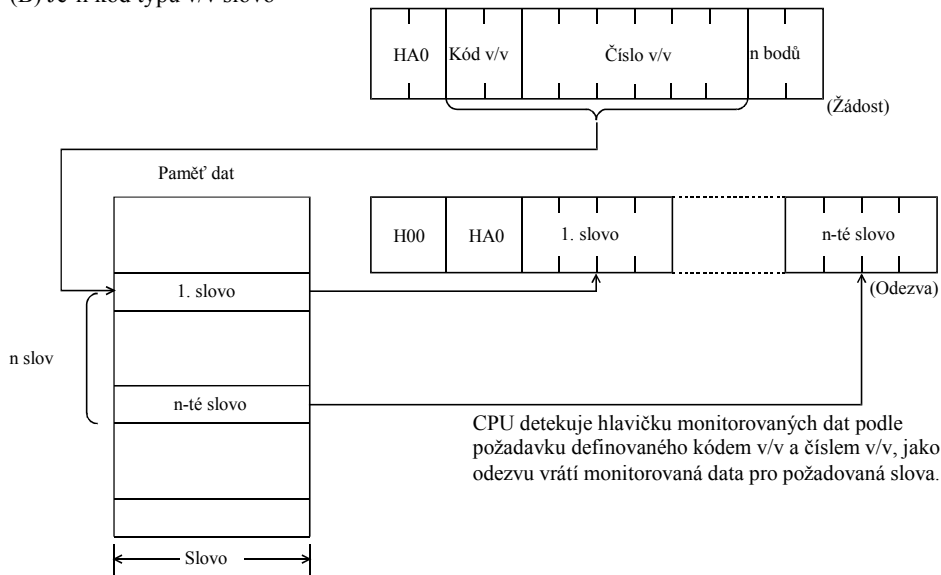 (B) Je-li kód typu v/v slovo
HA0 Kód v/v Číslo v/v n bodů
(Žádost)
Paměť dat
H00 HA0 1. slovo n-té slovo
(Odezva)
1. slovo
n slov
n-té slovo
CPU detekuje hlavičku monitorovaných dat podle
požadavku definovaného kódem v/v a číslem v/v, jako
odezvu vrátí monitorovaná data pro požadovaná slova.
Slovo